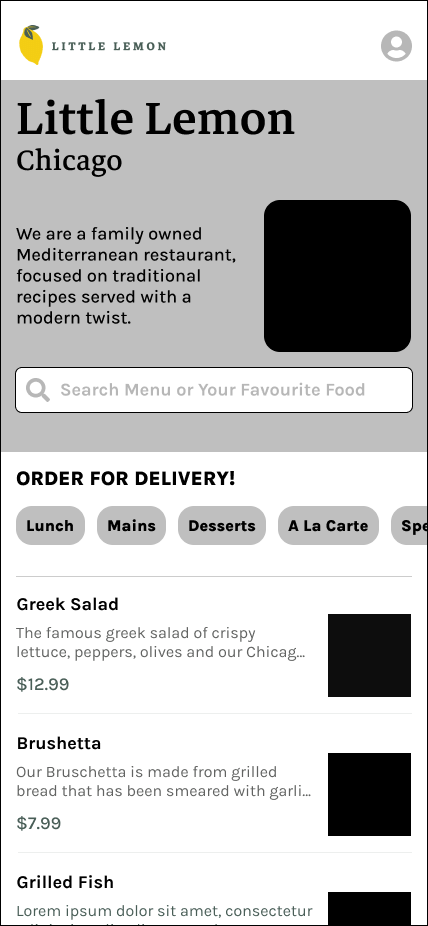 LITTLE LEMON
Little Lemon
Chicago
We are a family owned
Mediterranean restaurant,
focused on traditional
recipes served with a
modern twist.
Search Menu or Your Favourite Food
ORDER FOR DELIVERY!
Lunch Mains Desserts A La Carte Spe
Greek Salad
The famous greek salad of crispy
lettuce, peppers, olives and our Chicag...
$12.99
Brushetta
Our Bruschetta is made from grilled
bread that has been smeared with garli...
$7.99
Grilled Fish
Lorem ipsum dolor sit amet, consectetur